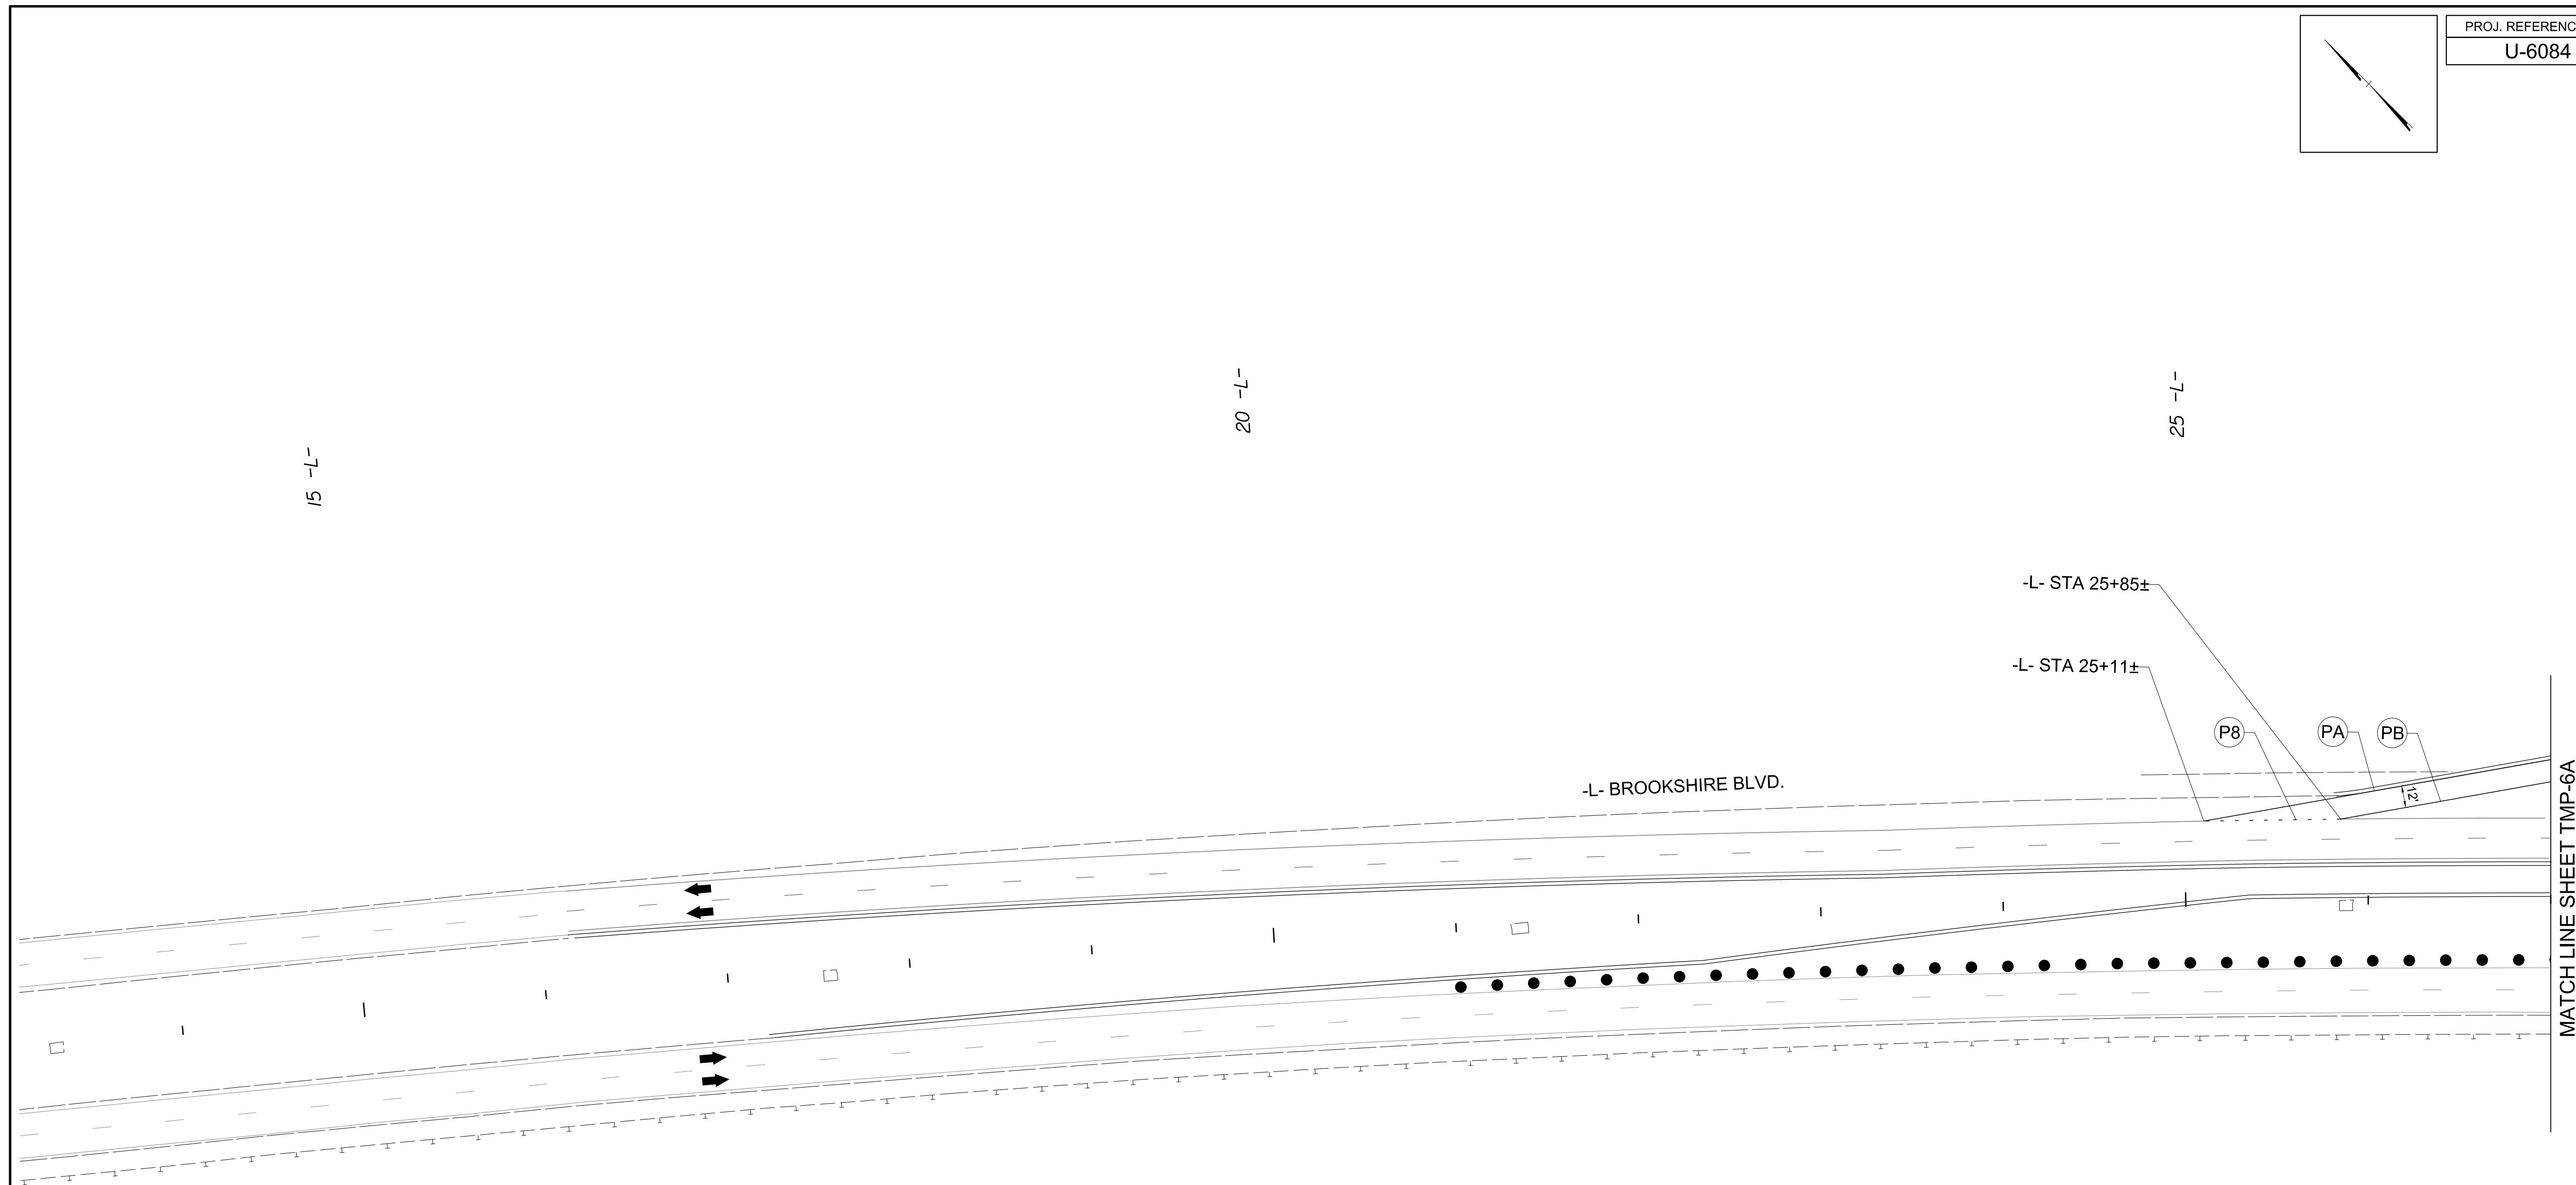 PROJ. REFERENC
U-6084
15 -L-
20 -L-
25 -L-
-L- STA 25+85±
-L- STA 25+11±
P8
PA
PB
12'
-L- BROOKSHIRE BLVD.
MATCH LINE SHEET TMP-6A